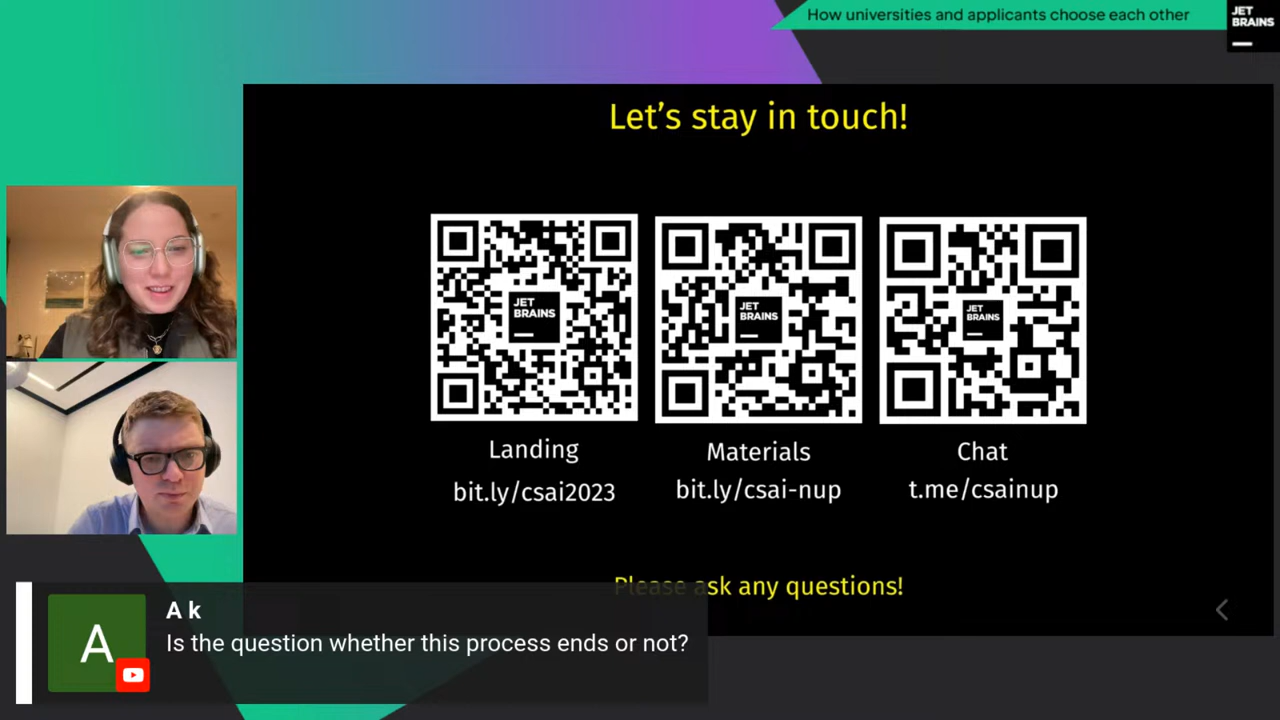 How universities and applicants choose each other
JET
BRAINS
Let's stay in touch!
JET
BRAINS
JET
BRAINS
JET
BRAINS
Landing
Materials
Chat
bit.ly/csai2023
bit.ly/csai-nup
t.me/csainup
Please ask any questions!
A
A k
Is the question whether this process ends or not?